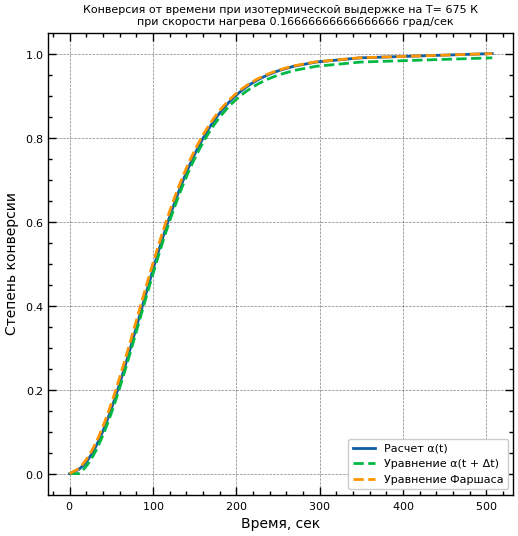 Конверсия от времени при изотермической выдержке на T= 675 K
при скорости нагрева 0.16666666666666666 град/сек
Степень конверсии
1.0
0.8
0.6
0.4
0.2
0.0
Расчет α(t)
Уравнение α(t + Δt)
Уравнение Фаршаса
0 100 200 300 400 500
Время, сек